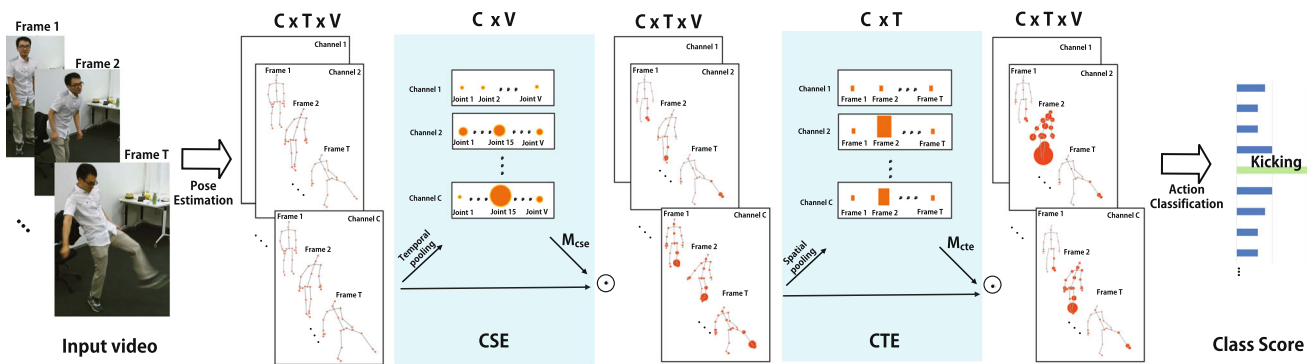 Frame 1
Frame 2
Frame T
Input video
Pose
Estimation
C x T x V
Channel 1
Channel 2
Frame 1
Frame 2
Frame T
Channel C
Frame 1
Frame 2
Frame T
C x V
Channel 1
Joint 1 Joint 2 Joint V
Channel 2
Joint 1 Joint 15 Joint V
Channel C
Joint 1 Joint 15 Joint V
Temporal
pooling
Mcse
CSE
C x T x V
Channel 1
Channel 2
Frame 1
Frame 2
Frame T
Channel C
Frame 1
Frame 2
Frame T
C x T
Channel 1
Frame 1 Frame 2 Frame T
Channel 2
Frame 1 Frame 2 Frame T
Channel C
Frame 1 Frame 2 Frame T
Spatial
pooling
Mcte
CTE
C x T x V
Channel 1
Channel 2
Frame 1
Frame 2
Frame T
Channel C
Frame 1
Frame 2
Frame T
Action
Classification
Kicking
Class Score